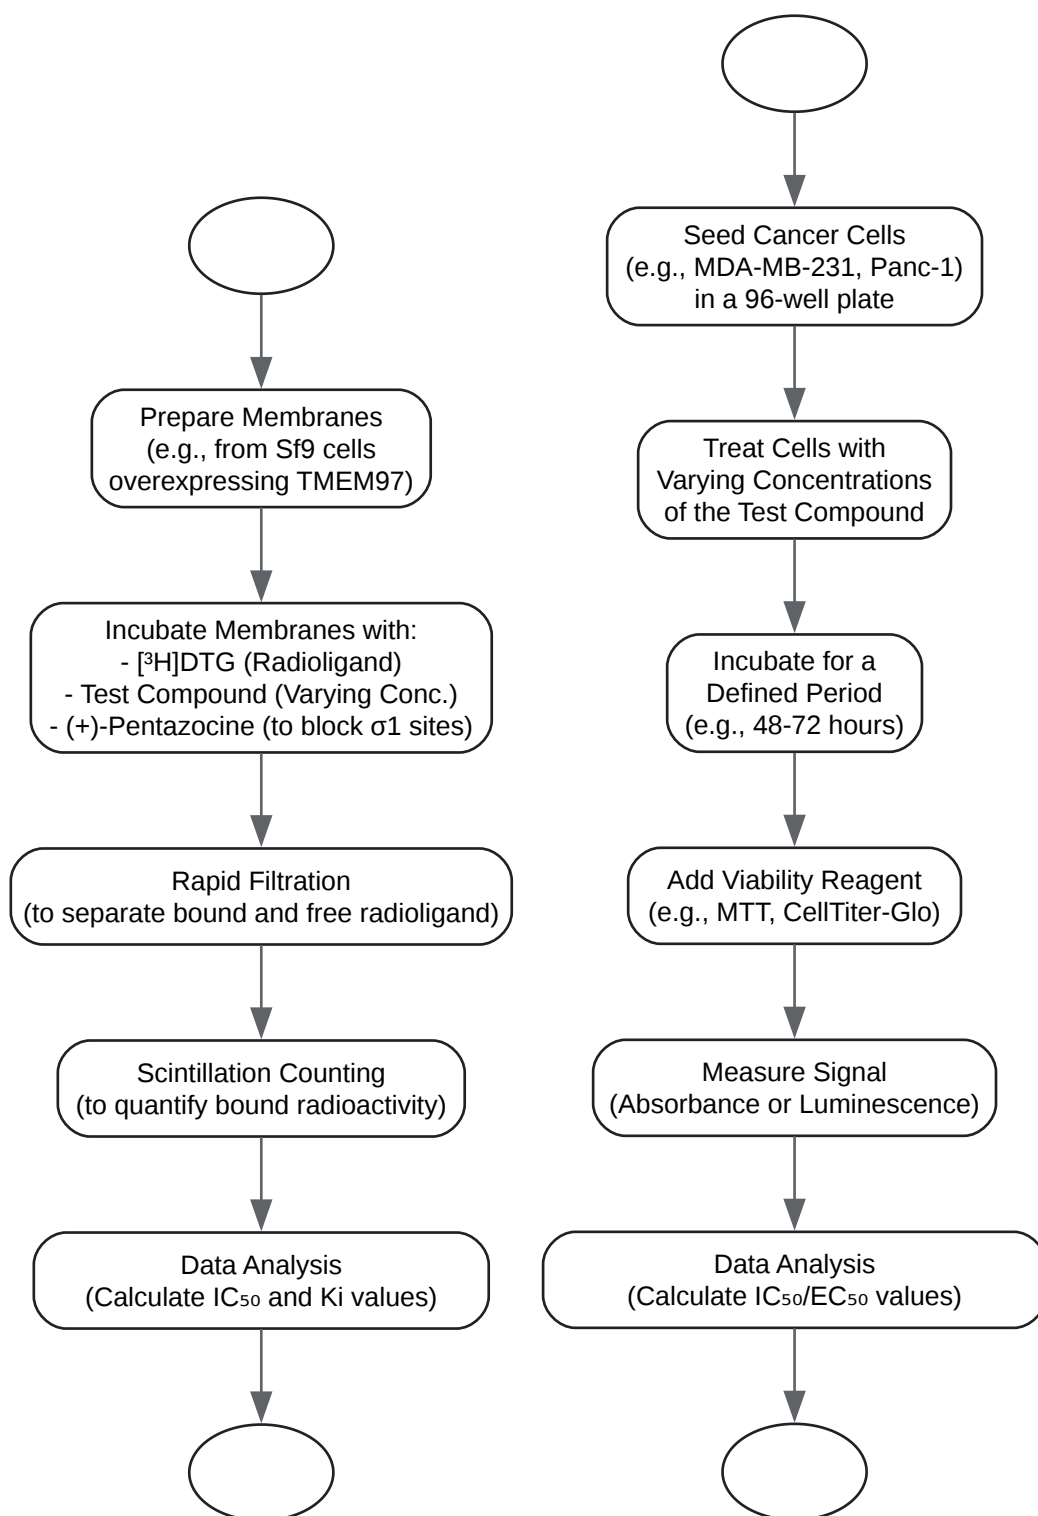 Prepare Membranes
(e.g., from Sf9 cells
overexpressing TMEM97)
Incubate Membranes with:
- [³H]DTG (Radioligand)
- Test Compound (Varying Conc.)
- (+)-Pentazocine (to block σ1 sites)
Rapid Filtration
(to separate bound and free radioligand)
Scintillation Counting
(to quantify bound radioactivity)
Data Analysis
(Calculate IC₅₀ and Ki values)
Seed Cancer Cells
(e.g., MDA-MB-231, Panc-1)
in a 96-well plate
Treat Cells with
Varying Concentrations
of the Test Compound
Incubate for a
Defined Period
(e.g., 48-72 hours)
Add Viability Reagent
(e.g., MTT, CellTiter-Glo)
Measure Signal
(Absorbance or Luminescence)
Data Analysis
(Calculate IC₅₀/EC₅₀ values)